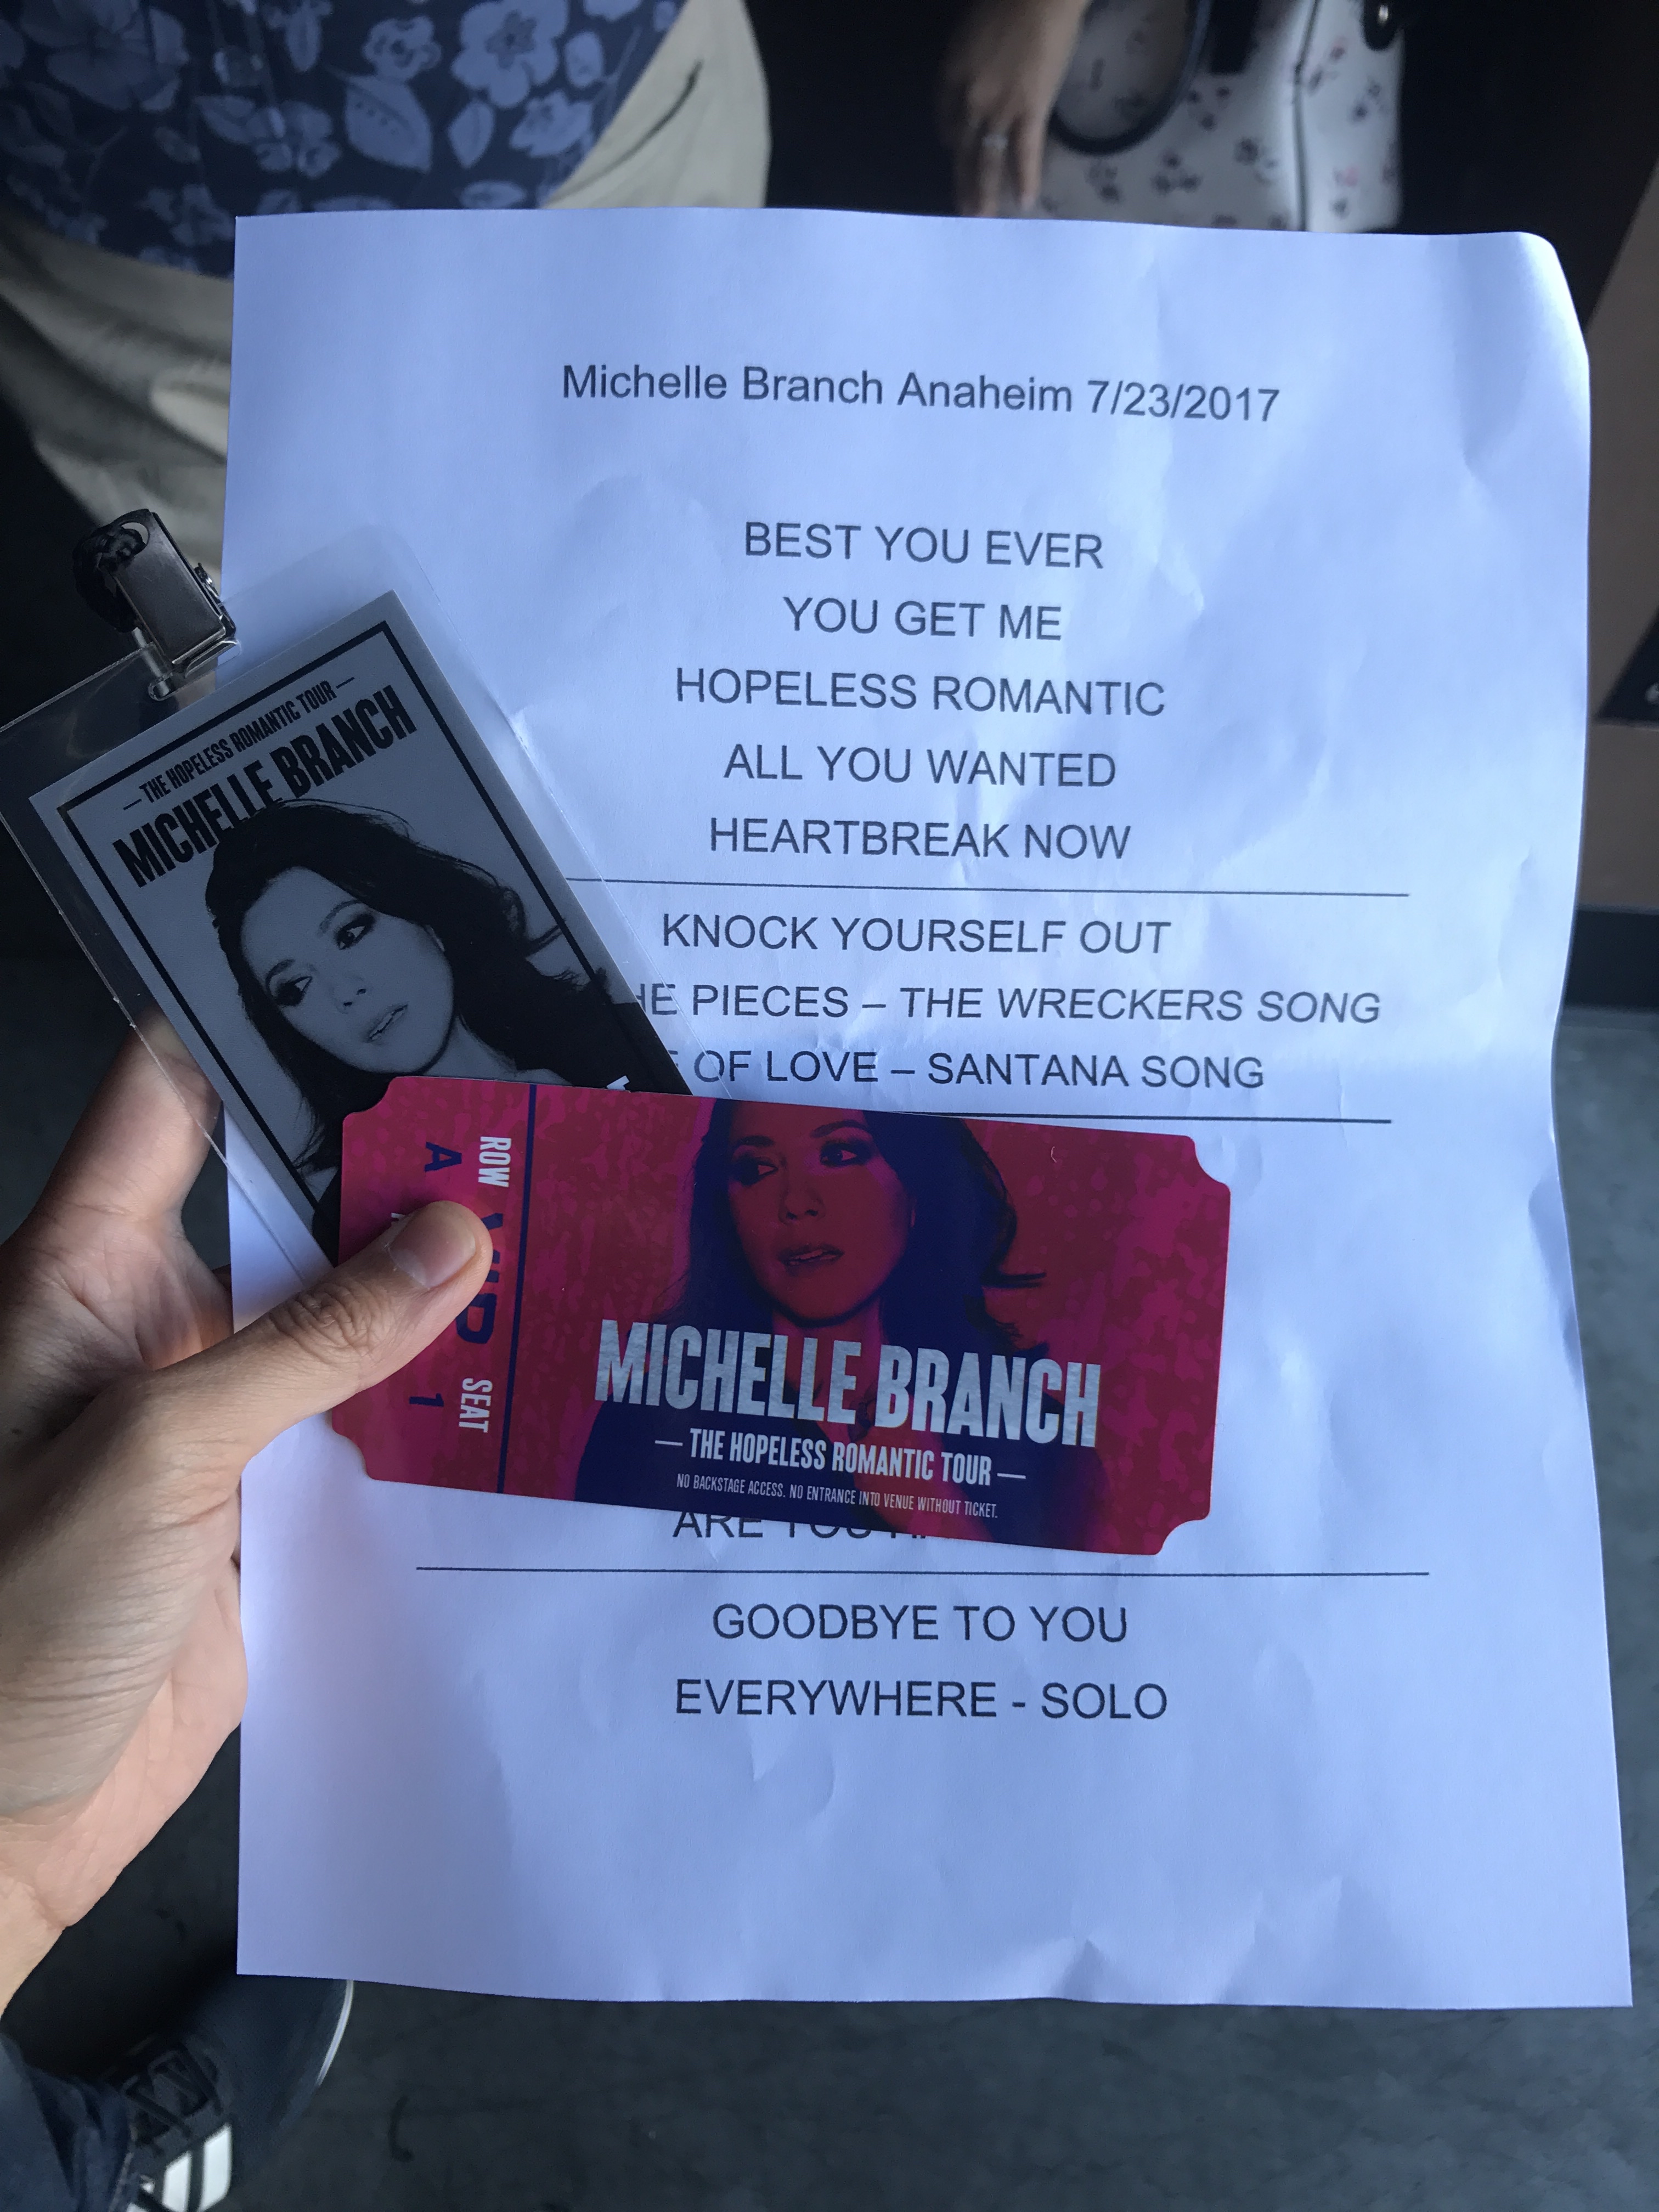 Michelle Branch Anaheim 7/23/2017
BEST YOU EVER
YOU GET ME
HOPELESS ROMANTIC
ALL YOU WANTED
HEARTBREAK NOW
KNOCK YOURSELF OUT
PIECES – THE WRECKERS SONG
OF LOVE – SANTANA SONG
ARE YOU
GOODBYE TO YOU
EVERYWHERE - SOLO
— THE HOPELESS ROMANTIC TOUR —
MICHELLE BRANCH
ROW
A
VIP
SEAT
1
MICHELLE BRANCH
— THE HOPELESS ROMANTIC TOUR —
NO BACKSTAGE ACCESS. NO ENTRANCE INTO VENUE WITHOUT TICKET.